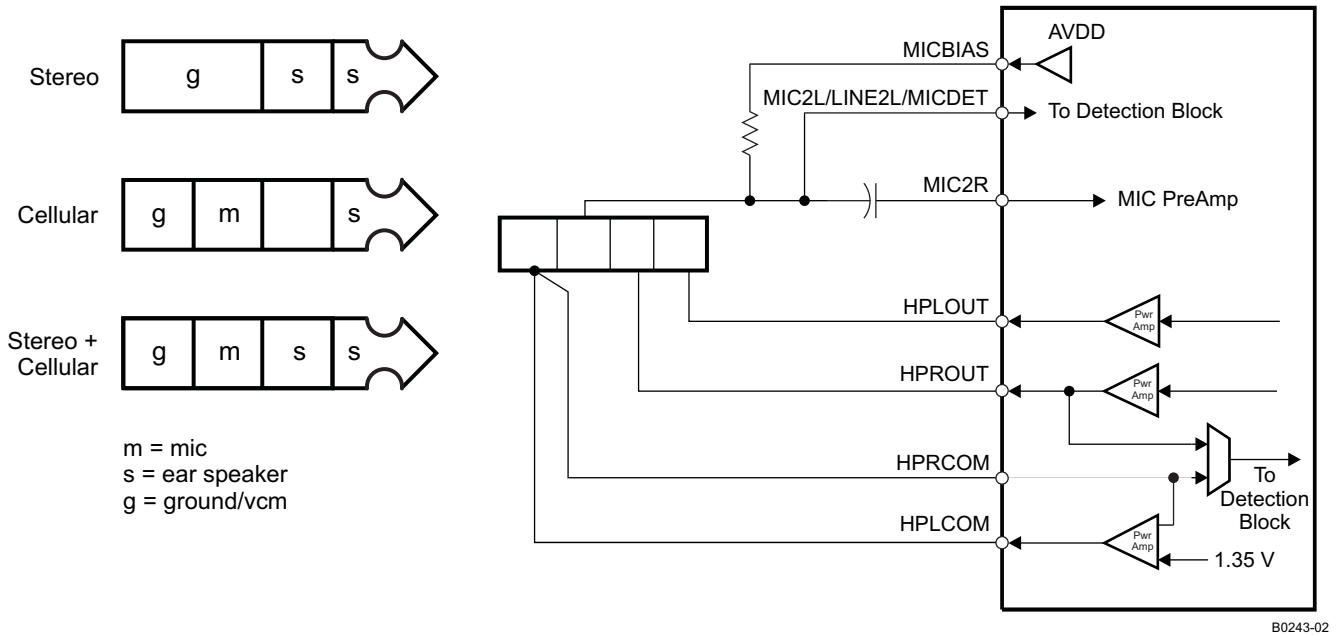 Stereo
g s s
Cellular
g m s
Stereo +
Cellular
g m s s
m = mic
s = ear speaker
g = ground/vcm
AVDD
MICBIAS
MIC2L/LINE2L/MICDET
To Detection Block
MIC2R
MIC PreAmp
HPLOUT
Pwr
Amp
HPROUT
Pwr
Amp
HPRCOM
To
Detection
Block
HPLCOM
Pwr
Amp
1.35 V
B0243-02